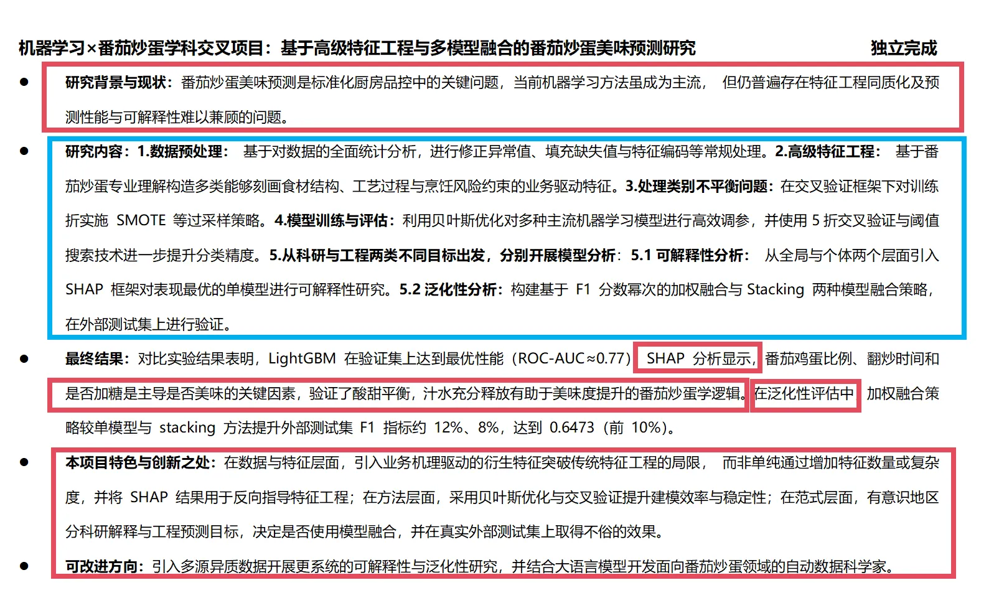 机器学习×番茄炒蛋学科交叉项目：基于高级特征工程与多模型融合的番茄炒蛋美味预测研究 独立完成
● 研究背景与现状：番茄炒蛋美味预测是标准化厨房品控中的关键问题，当前机器学习方法虽成为主流， 但仍普遍存在特征工程同质化及预
测性能与可解释性难以兼顾的问题。
● 研究内容：1.数据预处理： 基于对数据的全面统计分析，进行修正异常值、填充缺失值与特征编码等常规处理。2.高级特征工程： 基于番
茄炒蛋专业理解构造多类能够刻画食材结构、工艺过程与烹饪风险约束的业务驱动特征。3.处理类别不平衡问题：在交叉验证框架下对训练
折实施 SMOTE 等过采样策略。4.模型训练与评估：利用贝叶斯优化对多种主流机器学习模型进行高效调参，并使用 5 折交叉验证与阈值
搜索技术进一步提升分类精度。5.从科研与工程两类不同目标出发，分别开展模型分析：5.1 可解释性分析： 从全局与个体两个层面引入
SHAP 框架对表现最优的单模型进行可解释性研究。5.2 泛化性分析：构建基于 F1 分数幂次的加权融合与 Stacking 两种模型融合策略，
在外部测试集上进行验证。
● 最终结果：对比实验结果表明，LightGBM 在验证集上达到最优性能（ROC-AUC≈0.77） SHAP 分析显示，番茄鸡蛋比例、翻炒时间和
是否加糖是主导是否美味的关键因素，验证了酸甜平衡，汁水充分释放有助于美味度提升的番茄炒蛋学逻辑。在泛化性评估中 加权融合策
略较单模型与 stacking 方法提升外部测试集 F1 指标约 12%、8%，达到 0.6473（前 10%）。
● 本项目特色与创新之处：在数据与特征层面，引入业务机理驱动的衍生特征突破传统特征工程的局限， 而非单纯通过增加特征数量或复杂
度，并将 SHAP 结果用于反向指导特征工程；在方法层面，采用贝叶斯优化与交叉验证提升建模效率与稳定性；在范式层面，有意识地区
分科研解释与工程预测目标，决定是否使用模型融合，并在真实外部测试集上取得不俗的效果。
● 可改进方向：引入多源异质数据开展更系统的可解释性与泛化性研究，并结合大语言模型开发面向番茄炒蛋领域的自动数据科学家。